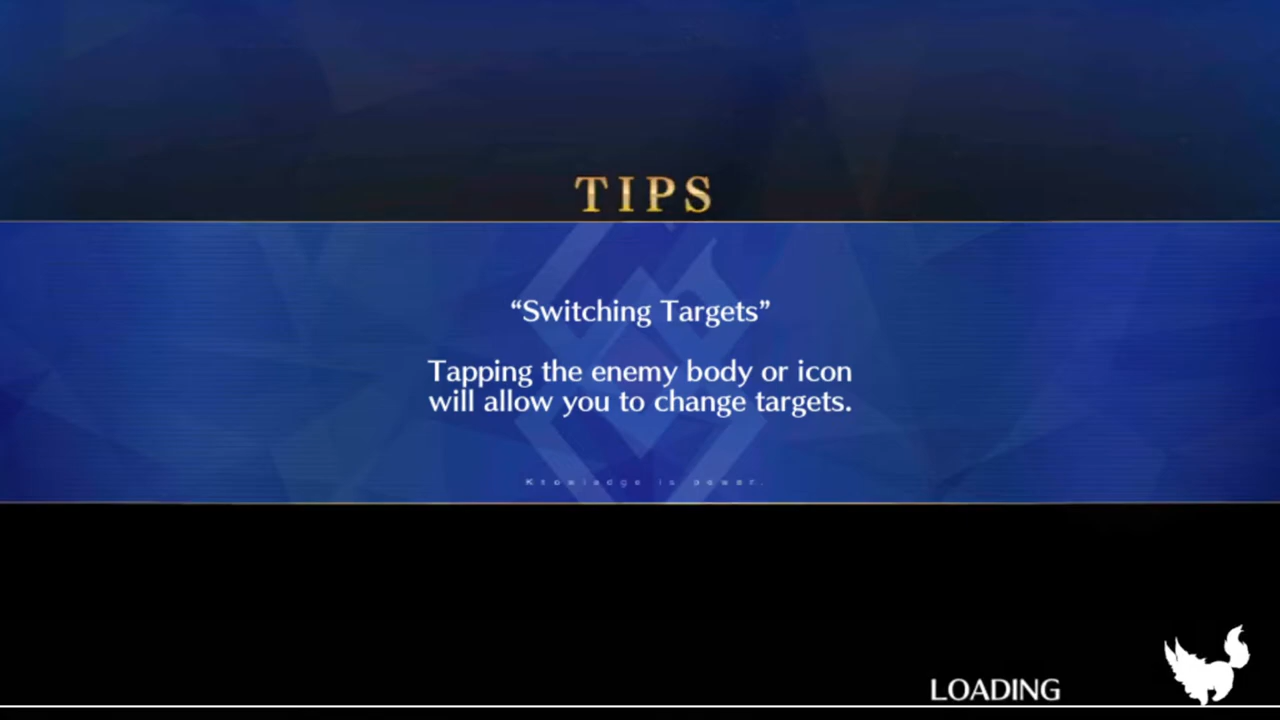 TIPS
“Switching Targets”
Tapping the enemy body or icon
will allow you to change targets.
Knowledge is power.
LOADING